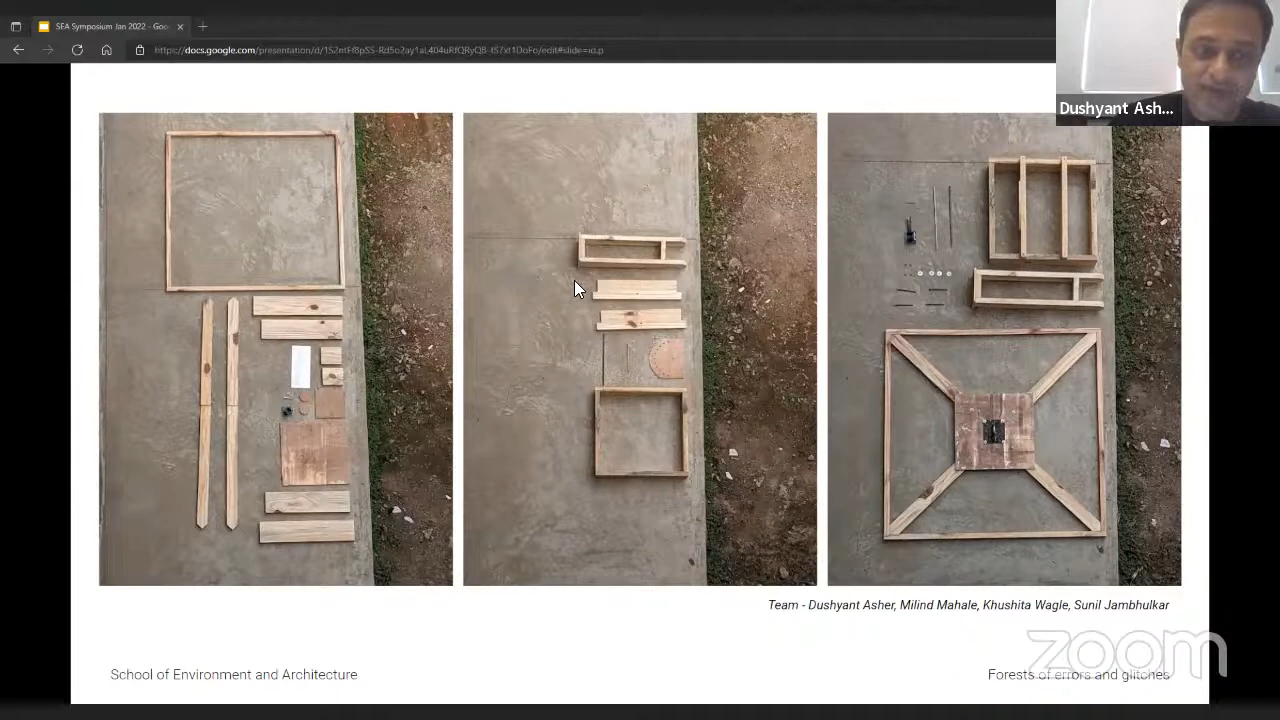 SEA Symposium Jan 2022 - Goo
Dushyant Ash...
Team - Dushyant Asher, Milind Mahale, Khushita Wagle, Sunil Jambhulkar
zoom
School of Environment and Architecture
Forests of errors and glitches